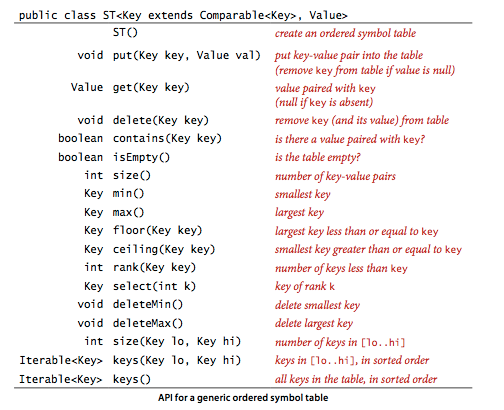 public class ST<Key extends Comparable<Key>, Value>
ST() create an ordered symbol table
void put(Key key, Value val) put key-value pair into the table
(remove key from table if value is null)
Value get(Key key) value paired with key
(null if key is absent)
void delete(Key key) remove key (and its value) from table
boolean contains(Key key) is there a value paired with key?
boolean isEmpty() is the table empty?
int size() number of key-value pairs
Key min() smallest key
Key max() largest key
Key floor(Key key) largest key less than or equal to key
Key ceiling(Key key) smallest key greater than or equal to key
int rank(Key key) number of keys less than key
Key select(int k) key of rank k
void deleteMin() delete smallest key
void deleteMax() delete largest key
int size(Key lo, Key hi) number of keys in [lo..hi]
Iterable<Key> keys(Key lo, Key hi) keys in [lo..hi], in sorted order
Iterable<Key> keys() all keys in the table, in sorted order
API for a generic ordered symbol table